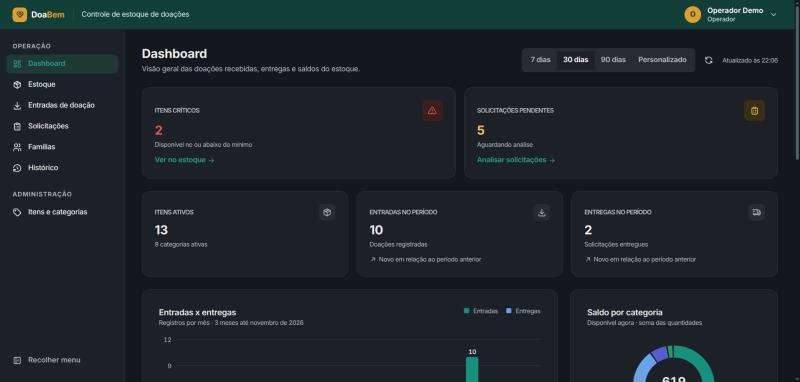 DoaBem
Controle de estoque de doações
O
Operador Demo
Operador
OPERAÇÃO
Dashboard
Estoque
Entradas de doação
Solicitações
Famílias
Histórico
ADMINISTRAÇÃO
Itens e categorias
Recolher menu
Dashboard
Visão geral das doações recebidas, entregas e saldos do estoque.
7 dias
30 dias
90 dias
Personalizado
Atualizado às 22:06
ITENS CRÍTICOS
2
Disponível no ou abaixo do mínimo
Ver no estoque →
SOLICITAÇÕES PENDENTES
5
Aguardando análise
Analisar solicitações →
ITENS ATIVOS
13
8 categorias ativas
ENTRADAS NO PERÍODO
10
Doações registradas
↗ Novo em relação ao período anterior
ENTREGAS NO PERÍODO
2
Solicitações entregues
↗ Novo em relação ao período anterior
Entradas x entregas
Registros por mês · 3 meses até novembro de 2026
Entradas
Entregas
12
10
9
Saldo por categoria
Disponível agora · soma das quantidades
619